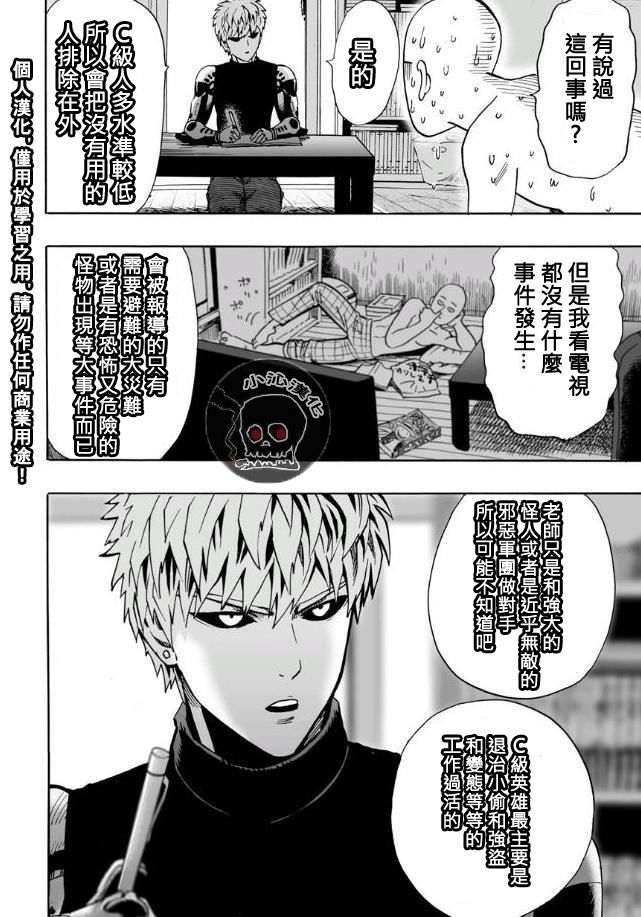 有說過
這回事嗎?
是的
C級人多水準較低
所以會把沒有用的
人排除在外
但是我看電視
都沒有什麼
事件發生…
會被報導的只有
需要避難的大災難
或者是有恐怖又危險的
怪物出現等大事件而已
ポリ
ポリ
小沁漢化
老師只是和強大的
怪人或者是近乎無敵的
邪惡軍團做對手
所以可能不知道吧
C級英雄最主要是
退治小偷和強盜
和變態等等的
工作過活的
個人漢化,僅用於學習之用,請勿作任何商業用途!